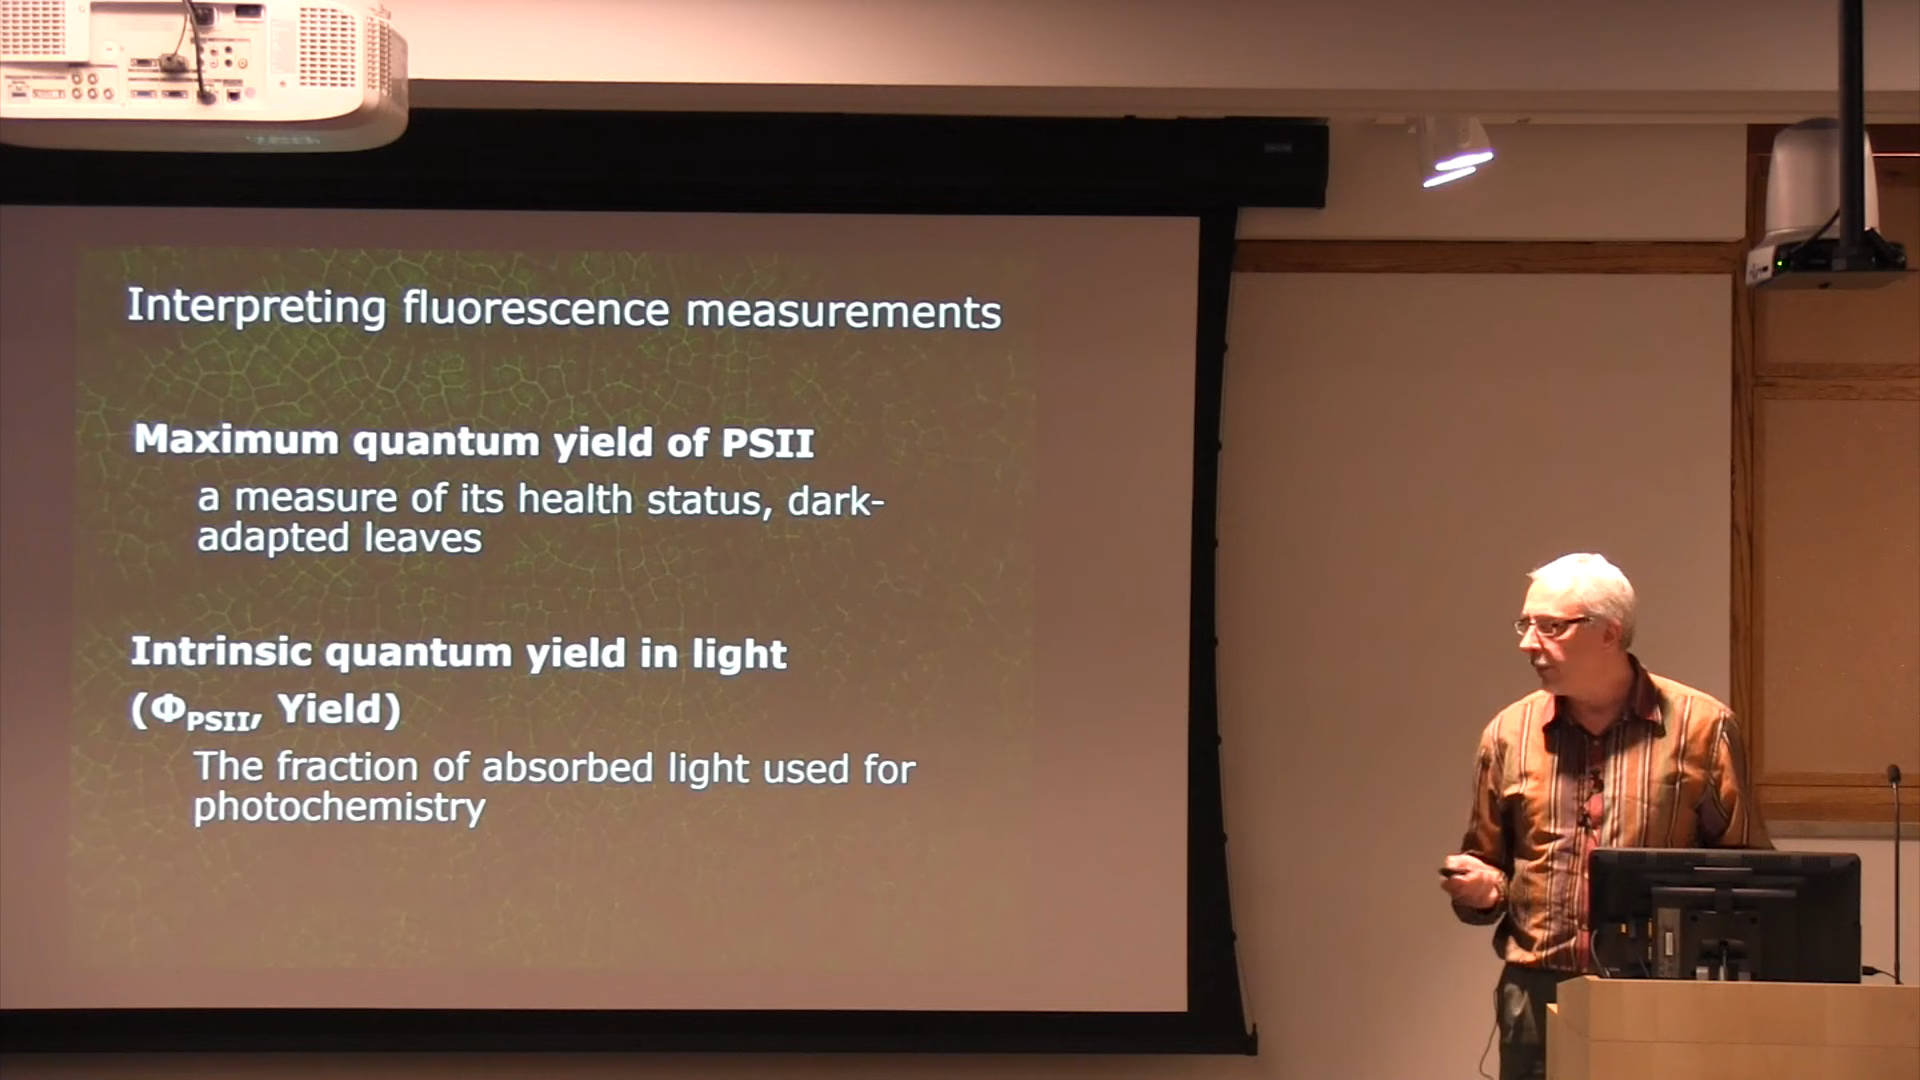 Interpreting fluorescence measurements
Maximum quantum yield of PSII
a measure of its health status, dark-
adapted leaves
Intrinsic quantum yield in light
(ΦPSII, Yield)
The fraction of absorbed light used for
photochemistry